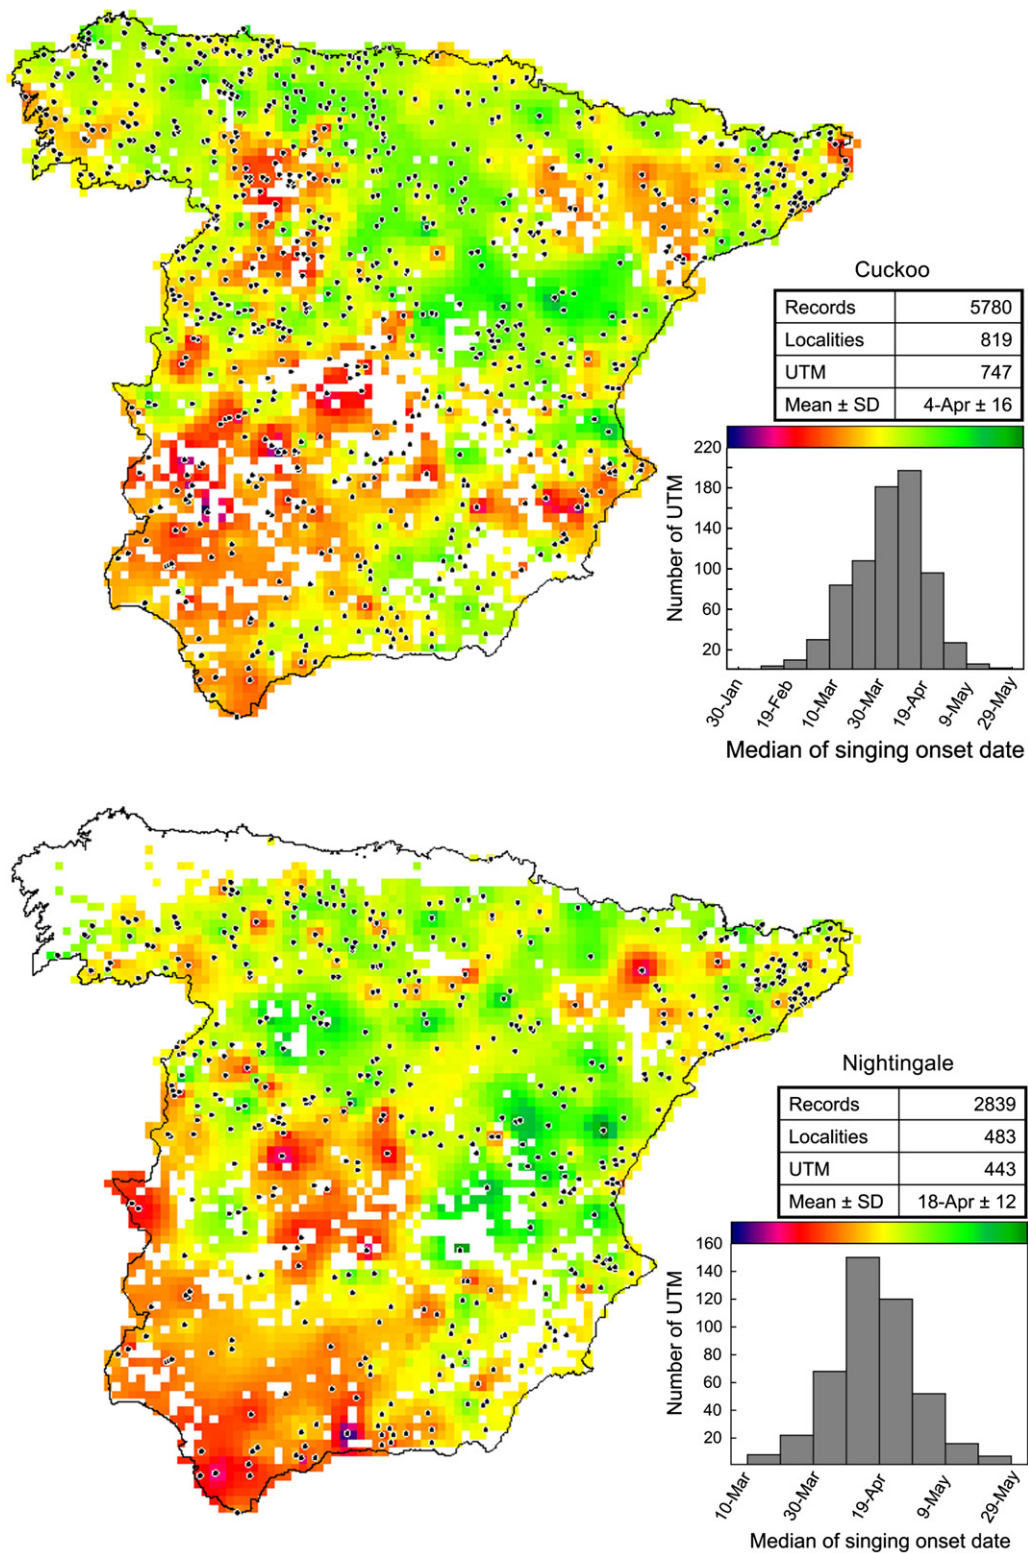 Cuckoo
Records 5780
Localities 819
UTM 747
Mean ± SD 4-Apr ± 16
220
180
140
100
60
20
Number of UTM
30-Jan 19-Feb 10-Mar 30-Mar 19-Apr 9-May 29-May
Median of singing onset date
Nightingale
Records 2839
Localities 483
UTM 443
Mean ± SD 18-Apr ± 12
160
140
120
100
80
60
40
20
Number of UTM
10-Mar 30-Mar 19-Apr 9-May 29-May
Median of singing onset date